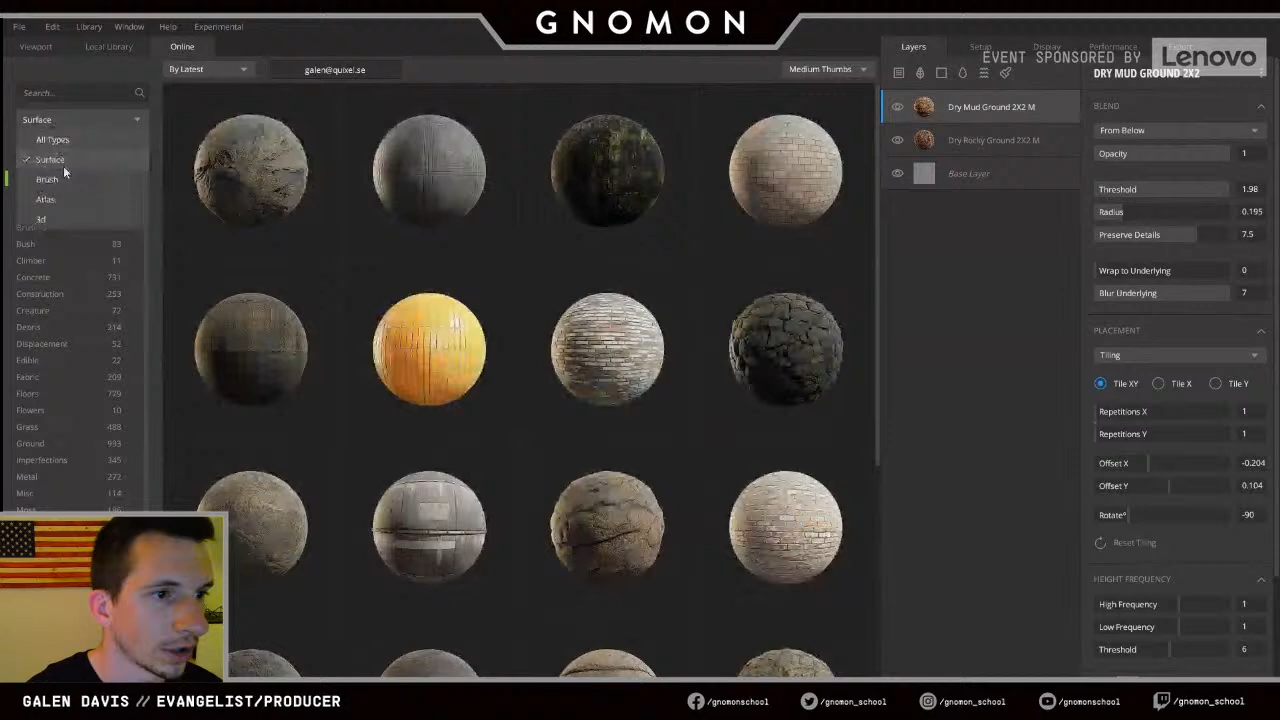 GNOMON
File Edit Library Window Help Experimental
Viewport Local Library Online
Layers Setup Display Performance
EVENT SPONSORED BY Lenovo
By Latest galen@quixel.se Medium Thumbs
DRY MUD GROUND 2X2
Search...
Surface
All Types
Surface
Brush
Atlas
3d
Bush 83
Climber 11
Concrete 731
Construction 253
Creature 72
Debris 214
Displacement 52
Edible 22
Fabric 209
Floors 729
Flowers 10
Grass 488
Ground 993
Imperfections 345
Metal 272
Misc 114
Dry Mud Ground 2X2 M
Dry Rocky Ground 2X2 M
Base Layer
BLEND
From Below
Opacity 1
Threshold 1.98
Radius 0.195
Preserve Details 7.5
Wrap to Underlying 0
Blur Underlying 7
PLACEMENT
Tiling
Tile XY Tile X Tile Y
Repetitions X 1
Repetitions Y 1
Offset X -0.204
Offset Y 0.104
Rotate° -90
Reset Tiling
HEIGHT FREQUENCY
High Frequency 1
Low Frequency 1
Threshold 6
GALEN DAVIS // EVANGELIST/PRODUCER
/gnomonschool /gnomon_school /gnomon_school /gnomonschool /gnomon_school